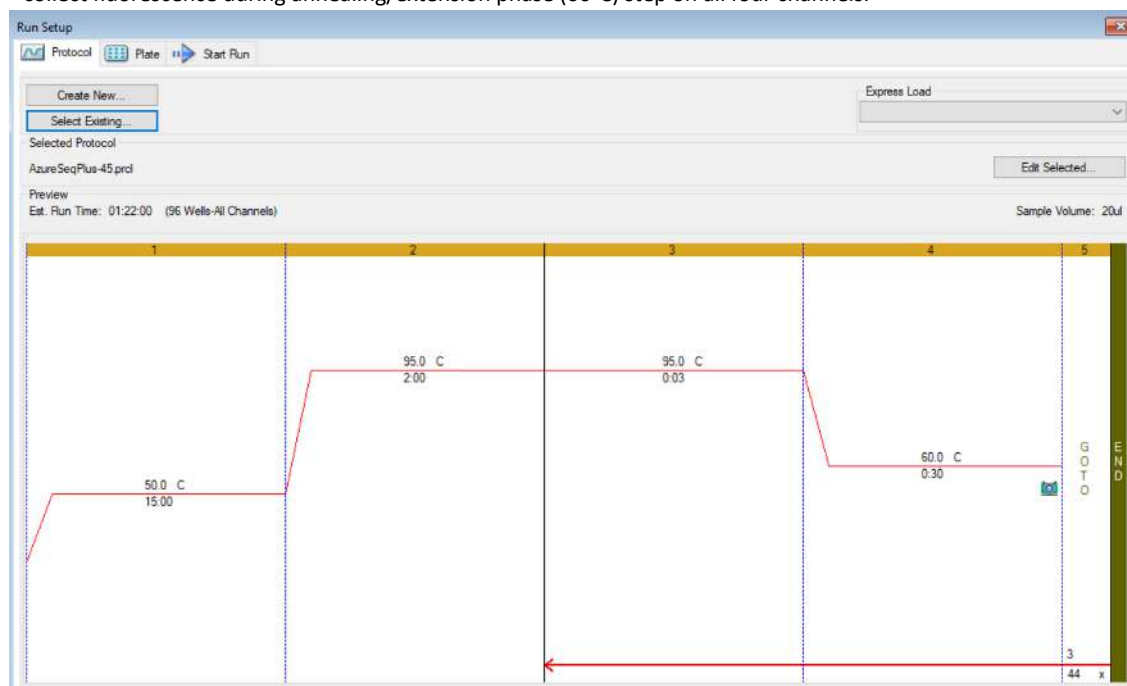 collect fluorescence during annealing/extension phase (60°C) step on all four channels.
Run Setup
Protocol Plate Start Run
Create New... Express Load
Select Existing...
Selected Protocol
AzureSeqPlus-45.prcl Edit Selected...
Preview
Est. Run Time: 01:22:00 (96 Wells-All Channels) Sample Volume: 20ul
1 2 3 4 5
95.0 C 95.0 C
2:00 0:03
60.0 C
0:30
50.0 C
15:00
GOTO
END
3
44 x